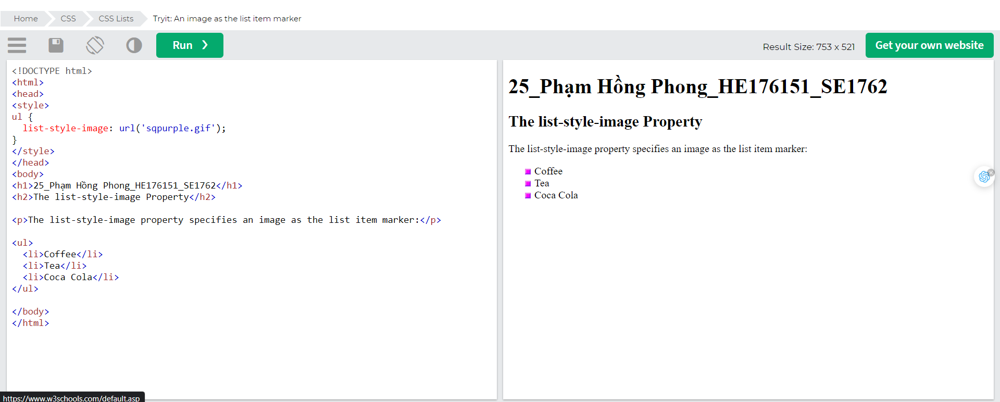 Home CSS CSS Lists Tryit: An image as the list item marker
Run ❯ Result Size: 753 x 521 Get your own website
<!DOCTYPE html>
<html>
<head>
<style>
ul {
  list-style-image: url('sqpurple.gif');
}
</style>
</head>
<body>
<h1>25_Phạm Hồng Phong_HE176151_SE1762</h1>
<h2>The list-style-image Property</h2>
<p>The list-style-image property specifies an image as the list item marker:</p>
<ul>
  <li>Coffee</li>
  <li>Tea</li>
  <li>Coca Cola</li>
</ul>
</body>
</html>
25_Phạm Hồng Phong_HE176151_SE1762
The list-style-image Property
The list-style-image property specifies an image as the list item marker:
Coffee
Tea
Coca Cola
https://www.w3schools.com/default.asp